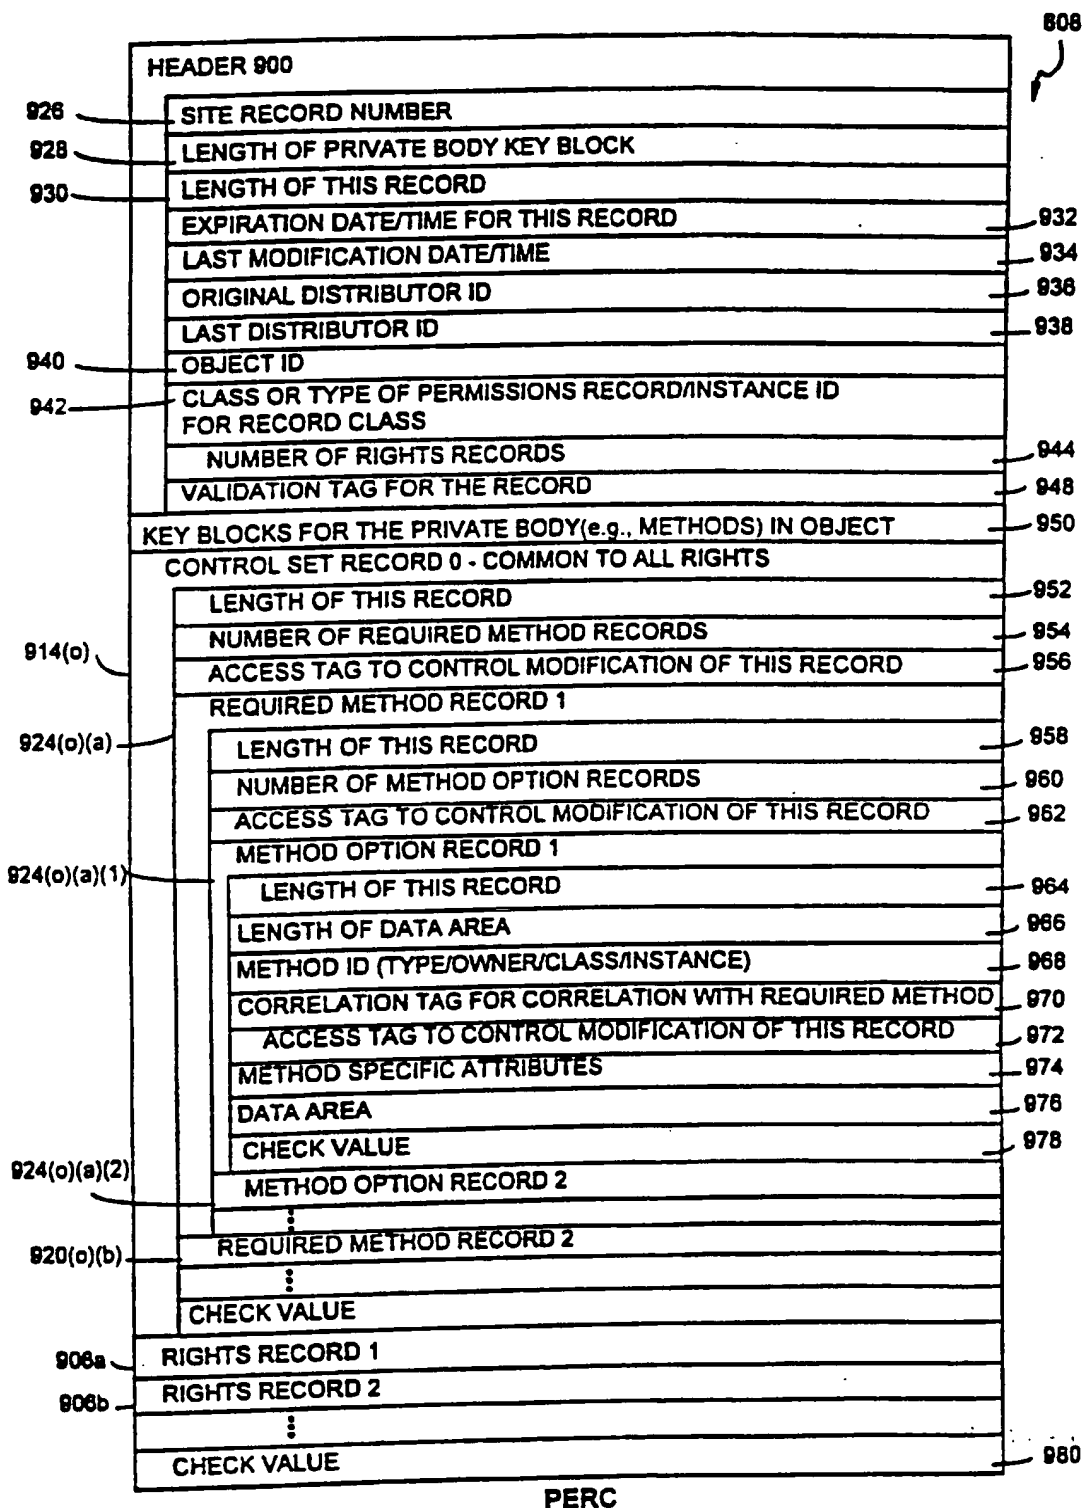 808
HEADER 900
926 SITE RECORD NUMBER
928 LENGTH OF PRIVATE BODY KEY BLOCK
930 LENGTH OF THIS RECORD
EXPIRATION DATE/TIME FOR THIS RECORD 932
LAST MODIFICATION DATE/TIME 934
ORIGINAL DISTRIBUTOR ID 936
LAST DISTRIBUTOR ID 938
940 OBJECT ID
942 CLASS OR TYPE OF PERMISSIONS RECORD/INSTANCE ID
FOR RECORD CLASS
NUMBER OF RIGHTS RECORDS 944
VALIDATION TAG FOR THE RECORD 948
KEY BLOCKS FOR THE PRIVATE BODY(e.g., METHODS) IN OBJECT 950
CONTROL SET RECORD 0 - COMMON TO ALL RIGHTS
LENGTH OF THIS RECORD 952
NUMBER OF REQUIRED METHOD RECORDS 954
914(o) ACCESS TAG TO CONTROL MODIFICATION OF THIS RECORD 956
REQUIRED METHOD RECORD 1
924(o)(a) LENGTH OF THIS RECORD 958
NUMBER OF METHOD OPTION RECORDS 960
ACCESS TAG TO CONTROL MODIFICATION OF THIS RECORD 962
METHOD OPTION RECORD 1
924(o)(a)(1) LENGTH OF THIS RECORD 964
LENGTH OF DATA AREA 966
METHOD ID (TYPE/OWNER/CLASS/INSTANCE) 968
CORRELATION TAG FOR CORRELATION WITH REQUIRED METHOD 970
ACCESS TAG TO CONTROL MODIFICATION OF THIS RECORD 972
METHOD SPECIFIC ATTRIBUTES 974
DATA AREA 976
CHECK VALUE 978
924(o)(a)(2) METHOD OPTION RECORD 2
920(o)(b) REQUIRED METHOD RECORD 2
CHECK VALUE
906a RIGHTS RECORD 1
906b RIGHTS RECORD 2
CHECK VALUE 980
PERC